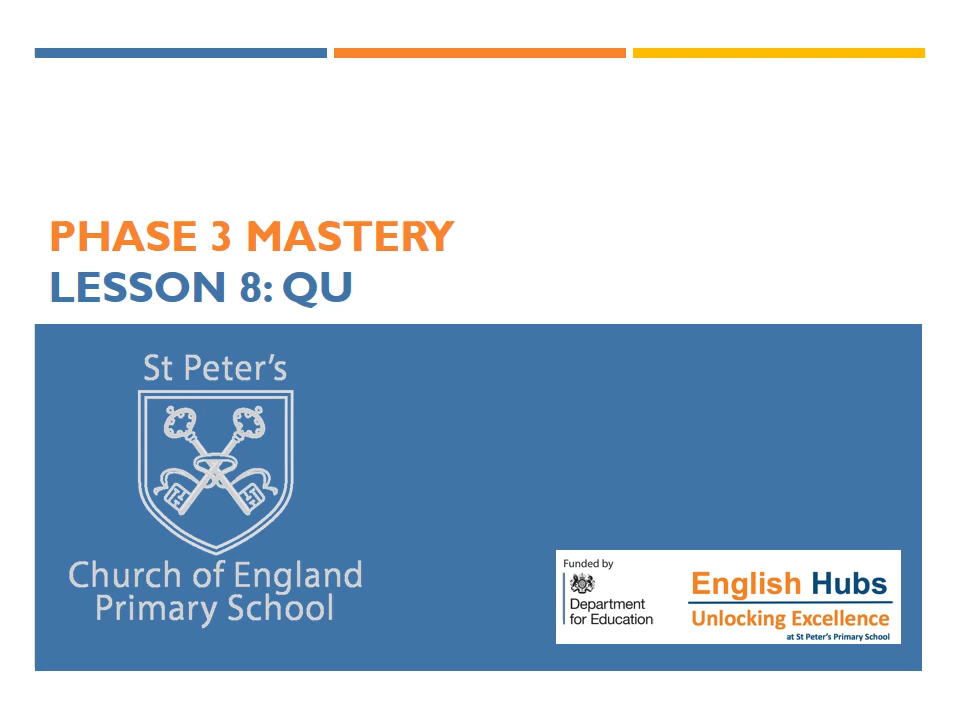 PHASE 3 MASTERY
LESSON 8: QU
St Peter's
Church of England
Primary School
Funded by
Department
for Education
English Hubs
Unlocking Excellence
at St Peter's Primary School